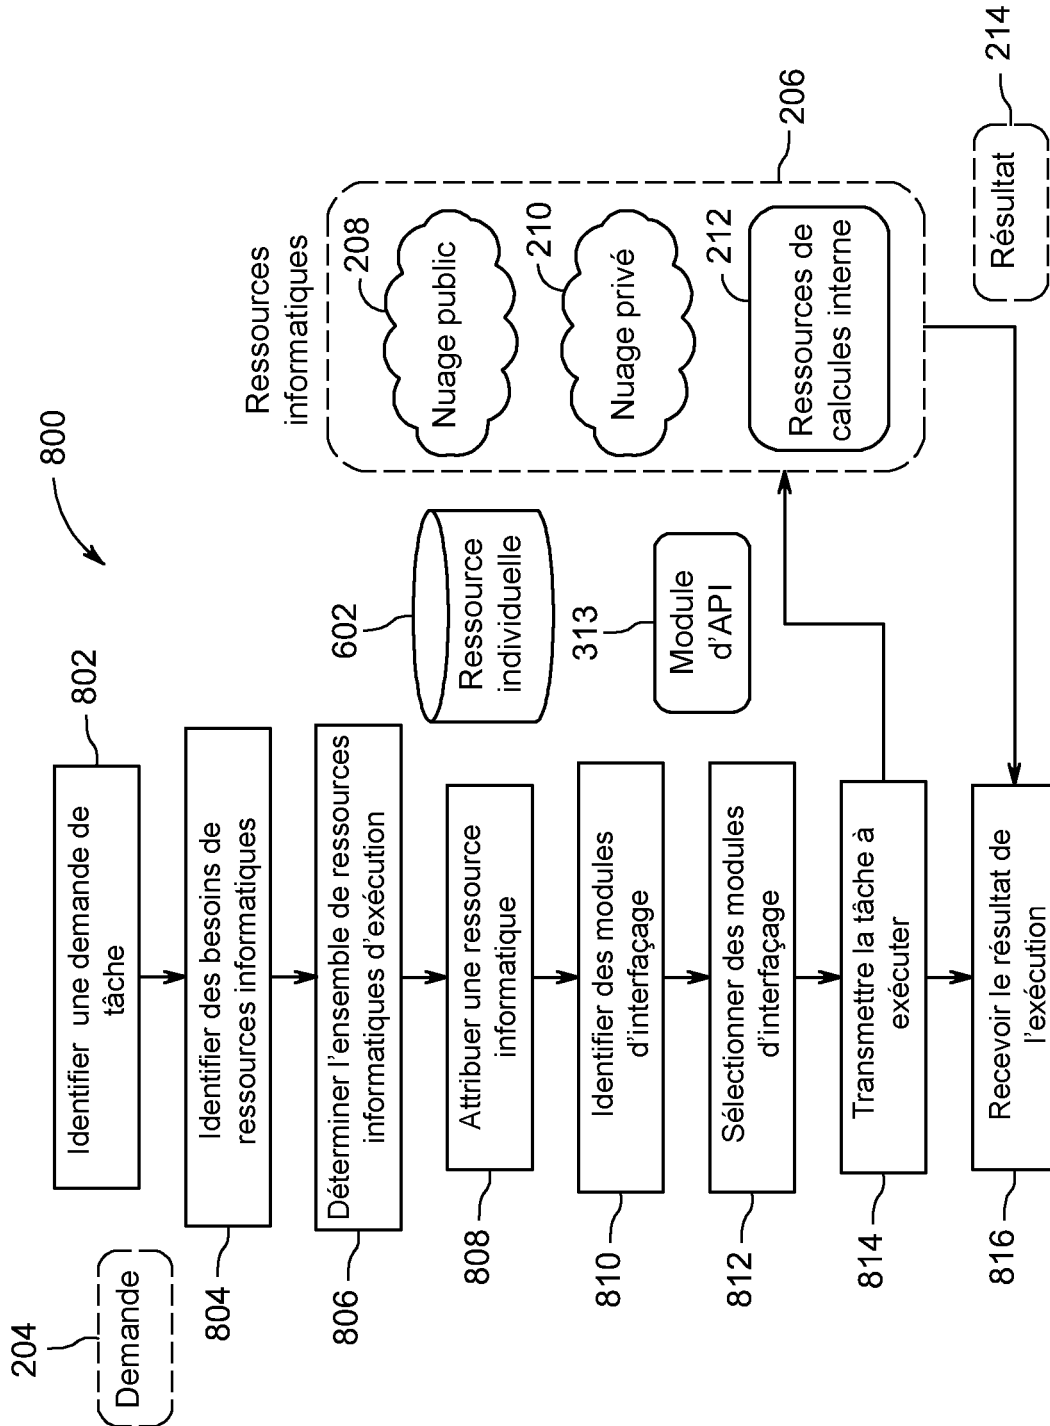 800
204
Demande
Identifier une demande de
tâche
802
Identifier des besoins de
ressources informatiques
804
Déterminer l'ensemble de ressources
informatiques d'exécution
806
Attribuer une ressource
informatique
808
Identifier des modules
d'interfaçage
810
Sélectionner des modules
d'interfaçage
812
Transmettre la tâche à
exécuter
814
Recevoir le résultat de
l'exécution
816
602
Ressource
individuelle
313
Module
d'API
Ressources
informatiques
208
Nuage public
210
Nuage privé
212
Ressources de
calcules interne
206
Résultat
214